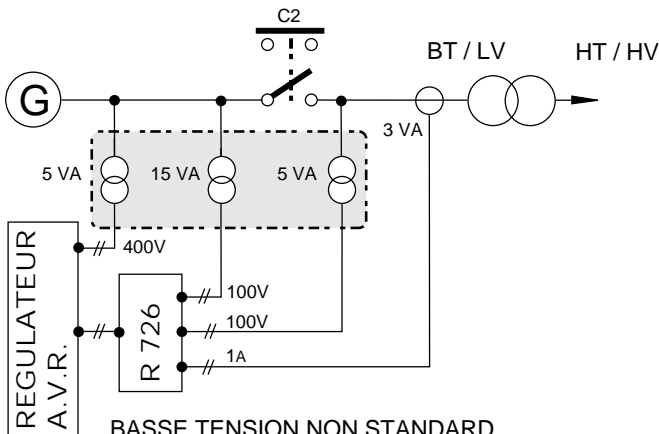 C2
BT / LV
HT / HV
G
3 VA
5 VA
15 VA
5 VA
400V
REGULATEUR
A.V.R.
R 726
100V
100V
1A
BASSE TENSION NON STANDARD